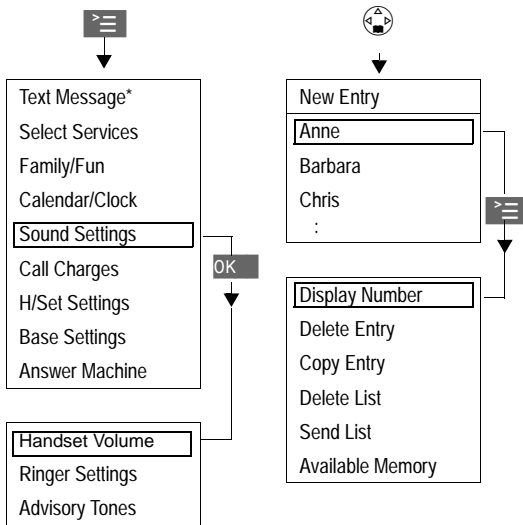 Text Message*
Select Services
Family/Fun
Calendar/Clock
Sound Settings
Call Charges
H/Set Settings
Base Settings
Answer Machine
OK
Handset Volume
Ringer Settings
Advisory Tones
New Entry
Anne
Barbara
Chris
:
Display Number
Delete Entry
Copy Entry
Delete List
Send List
Available Memory